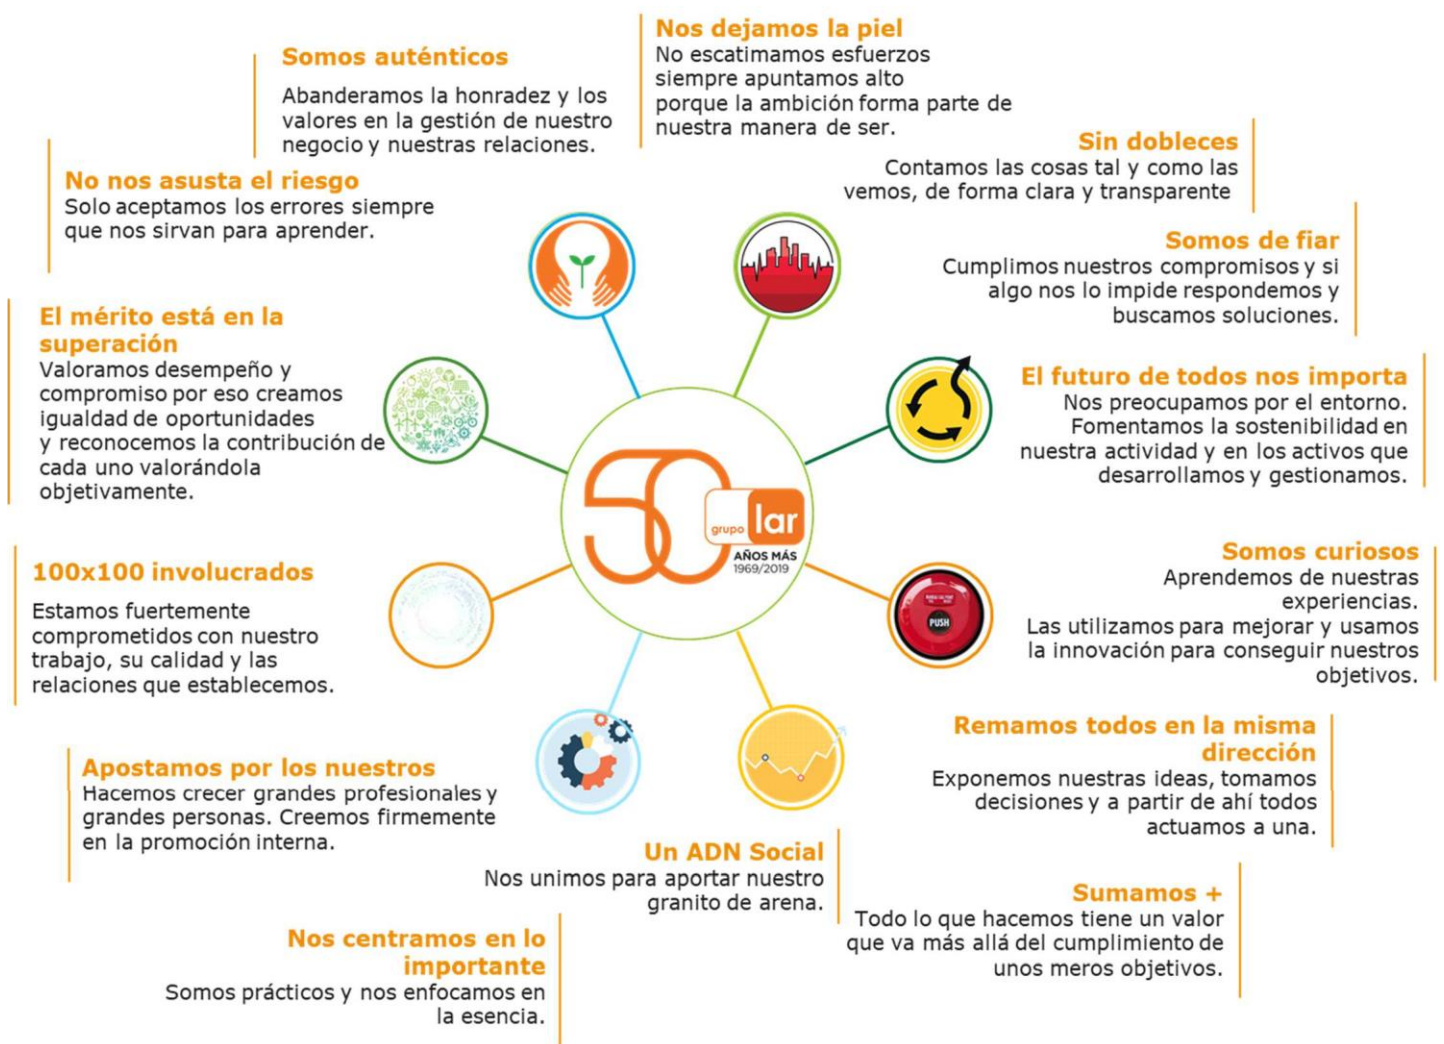 Nos dejamos la piel
No escatimamos esfuerzos
siempre apuntamos alto
porque la ambición forma parte de
nuestra manera de ser.
Somos auténticos
Abanderamos la honradez y los
valores en la gestión de nuestro
negocio y nuestras relaciones.
Sin dobleces
Contamos las cosas tal y como las
vemos, de forma clara y transparente
No nos asusta el riesgo
Solo aceptamos los errores siempre
que nos sirvan para aprender.
Somos de fiar
Cumplimos nuestros compromisos y si
algo nos lo impide respondemos y
buscamos soluciones.
El mérito está en la
superación
Valoramos desempeño y
compromiso por eso creamos
igualdad de oportunidades
y reconocemos la contribución de
cada uno valorándola
objetivamente.
El futuro de todos nos importa
Nos preocupamos por el entorno.
Fomentamos la sostenibilidad en
nuestra actividad y en los activos que
desarrollamos y gestionamos.
50
grupo lar
AÑOS MÁS
1969/2019
100x100 involucrados
Estamos fuertemente
comprometidos con nuestro
trabajo, su calidad y las
relaciones que establecemos.
PUSH
Somos curiosos
Aprendemos de nuestras
experiencias.
Las utilizamos para mejorar y usamos
la innovación para conseguir nuestros
objetivos.
Apostamos por los nuestros
Hacemos crecer grandes profesionales y
grandes personas. Creemos firmemente
en la promoción interna.
Remamos todos en la misma
dirección
Exponemos nuestras ideas, tomamos
decisiones y a partir de ahí todos
actuamos a una.
Un ADN Social
Nos unimos para aportar nuestro
granito de arena.
Sumamos +
Todo lo que hacemos tiene un valor
que va más allá del cumplimiento de
unos meros objetivos.
Nos centramos en lo
importante
Somos prácticos y nos enfocamos en
la esencia.